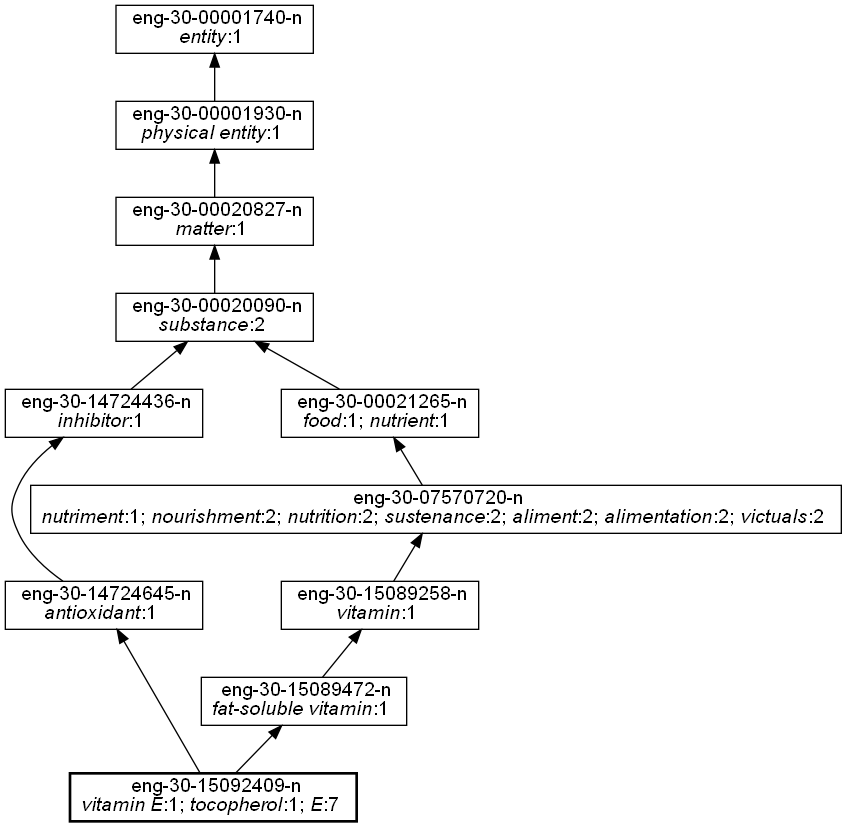 eng-30-00001740-n
entity:1
eng-30-00001930-n
physical entity:1
eng-30-00020827-n
matter:1
eng-30-00020090-n
substance:2
eng-30-14724436-n
inhibitor:1
eng-30-00021265-n
food:1; nutrient:1
eng-30-07570720-n
nutriment:1; nourishment:2; nutrition:2; sustenance:2; aliment:2; alimentation:2; victuals:2
eng-30-14724645-n
antioxidant:1
eng-30-15089258-n
vitamin:1
eng-30-15089472-n
fat-soluble vitamin:1
eng-30-15092409-n
vitamin E:1; tocopherol:1; E:7